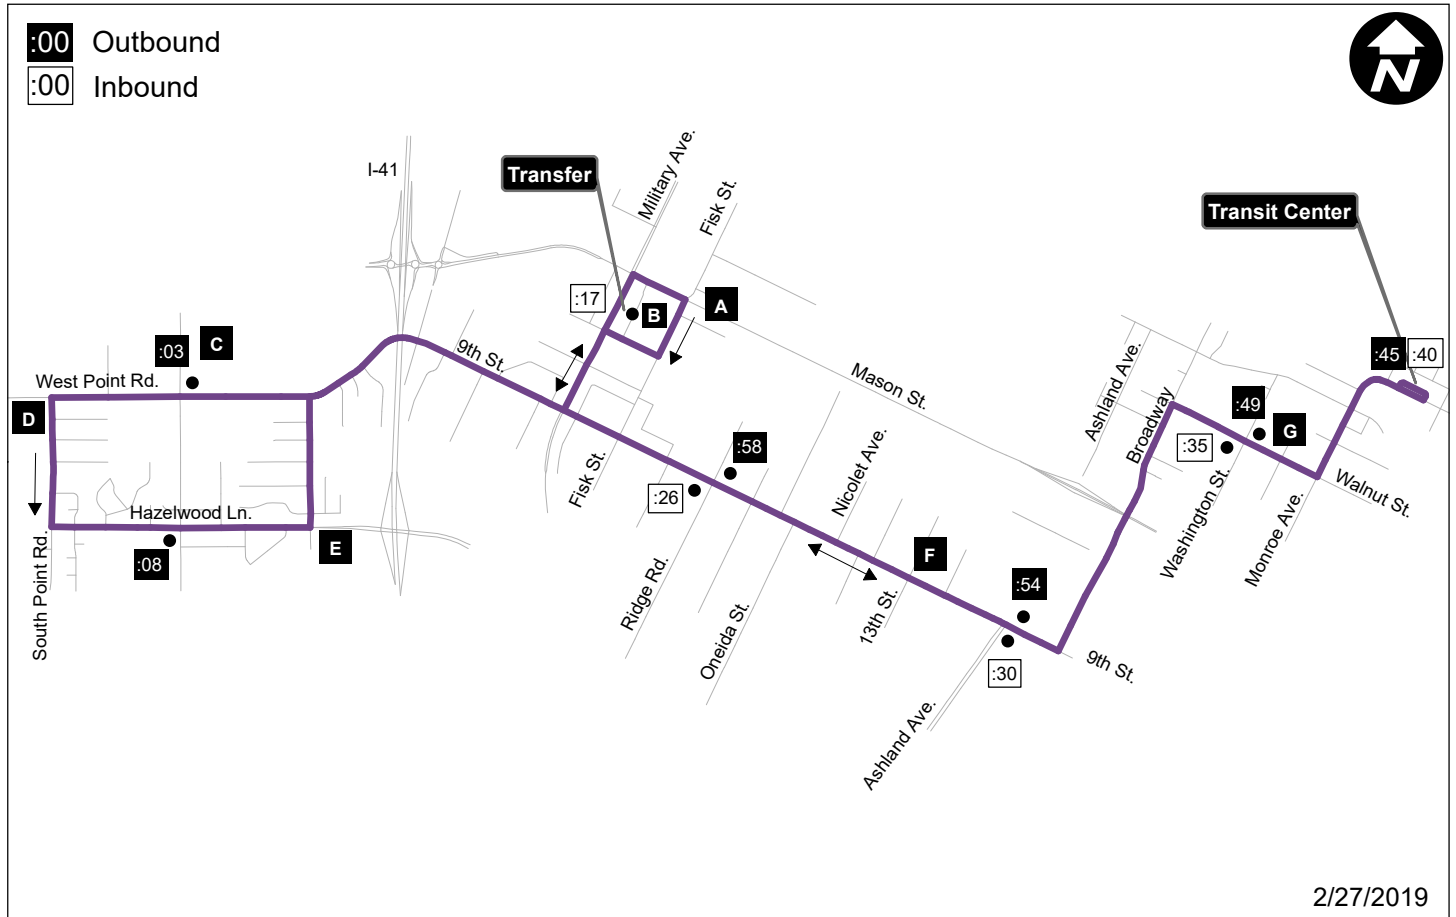 :00 Outbound
:00 Inbound
N
I-41
Transfer
Military Ave.
Fisk St.
Transit Center
:17
B
A
:03
C
9th St.
West Point Rd.
D
Mason St.
Ashland Ave.
Broadway
:45
:40
:49
G
:35
Walnut St.
Washington St.
Monroe Ave.
Fisk St.
:58
:26
Nicolet Ave.
Hazelwood Ln.
E
:08
South Point Rd.
Ridge Rd.
Oneida St.
F
13th St.
:54
:30
9th St.
Ashland Ave.
2/27/2019